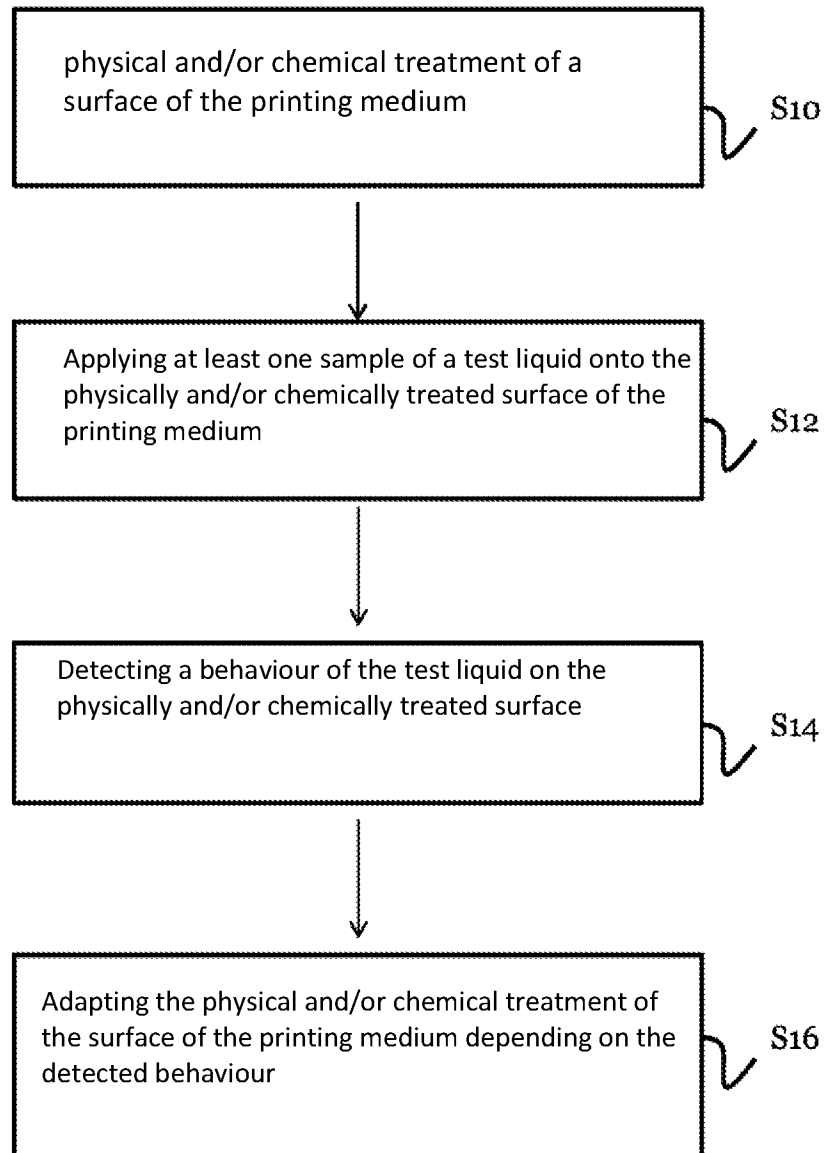 physical and/or chemical treatment of a
surface of the printing medium
S10
Applying at least one sample of a test liquid onto the
physically and/or chemically treated surface of the
printing medium
S12
Detecting a behaviour of the test liquid on the
physically and/or chemically treated surface
S14
Adapting the physical and/or chemical treatment of
the surface of the printing medium depending on the
detected behaviour
S16